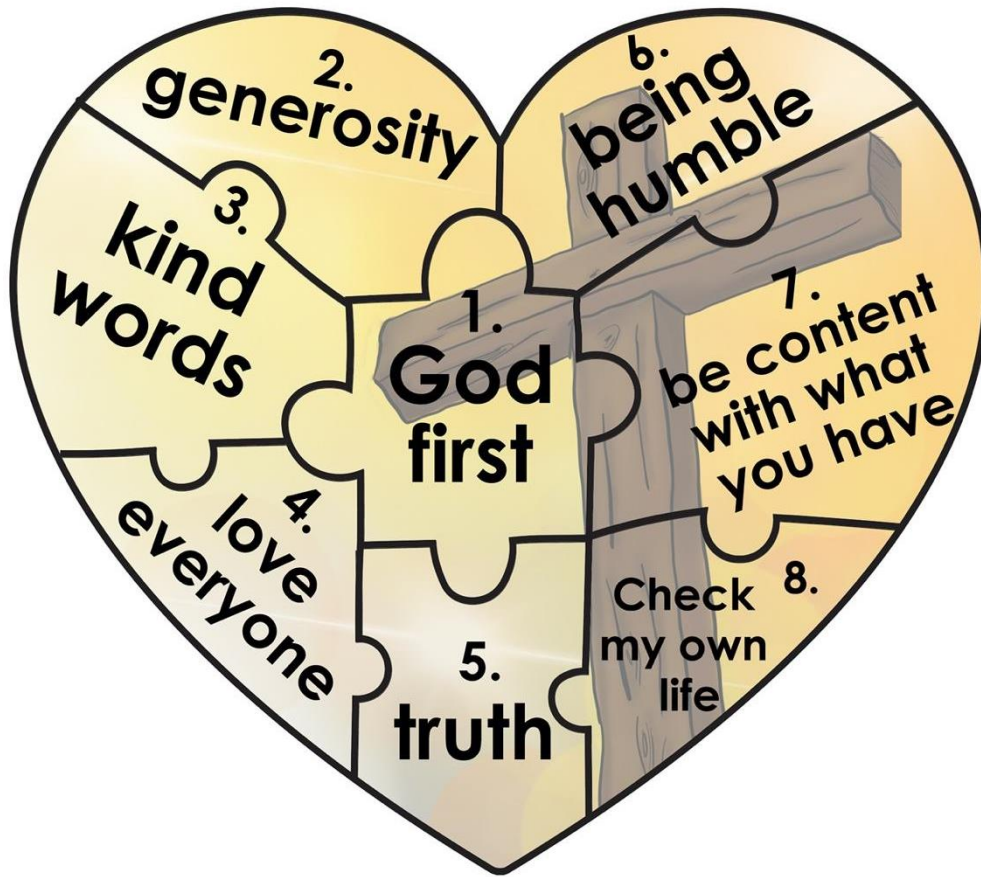 1.
God
first
2.
generosity
3.
kind
words
4.
love
everyone
5.
truth
6.
being
humble
7.
be content
with what
you have
8.
Check
my own
life